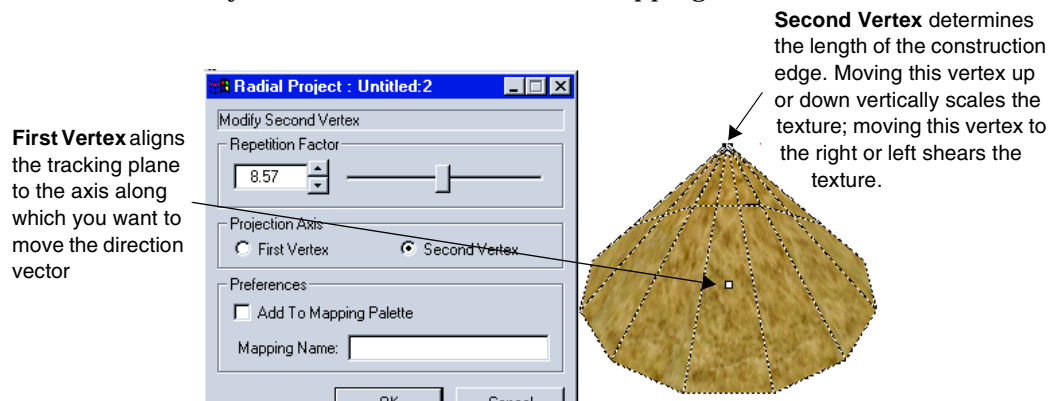 pping
Second Vertex determines
the length of the construction
edge. Moving this vertex up
or down vertically scales the
texture; moving this vertex to
the right or left shears the
texture.
Radial Project : Untitled:2
Modify Second Vertex
First Vertex aligns
the tracking plane
to the axis along
which you want to
move the direction
vector
Repetition Factor
8.57
Projection Axis
First Vertex
Second Vertex
Preferences
Add To Mapping Palette
Mapping Name:
OK
Cancel